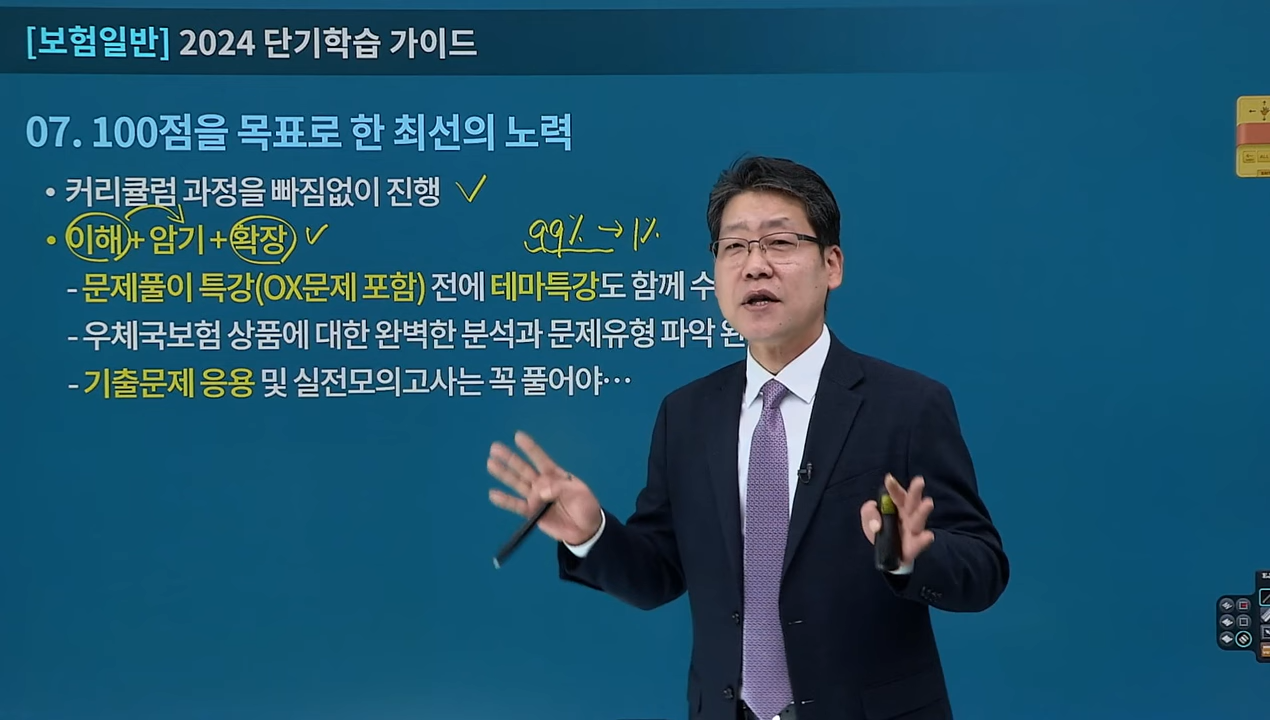 [보험일반] 2024 단기학습 가이드
07. 100점을 목표로 한 최선의 노력
• 커리큘럼 과정을 빠짐없이 진행
• 이해 + 암기 + 확장
99% → 1%
- 문제풀이 특강(OX문제 포함) 전에 테마특강도 함께 수
- 우체국보험 상품에 대한 완벽한 분석과 문제유형 파악
- 기출문제 응용 및 실전모의고사는 꼭 풀어야…